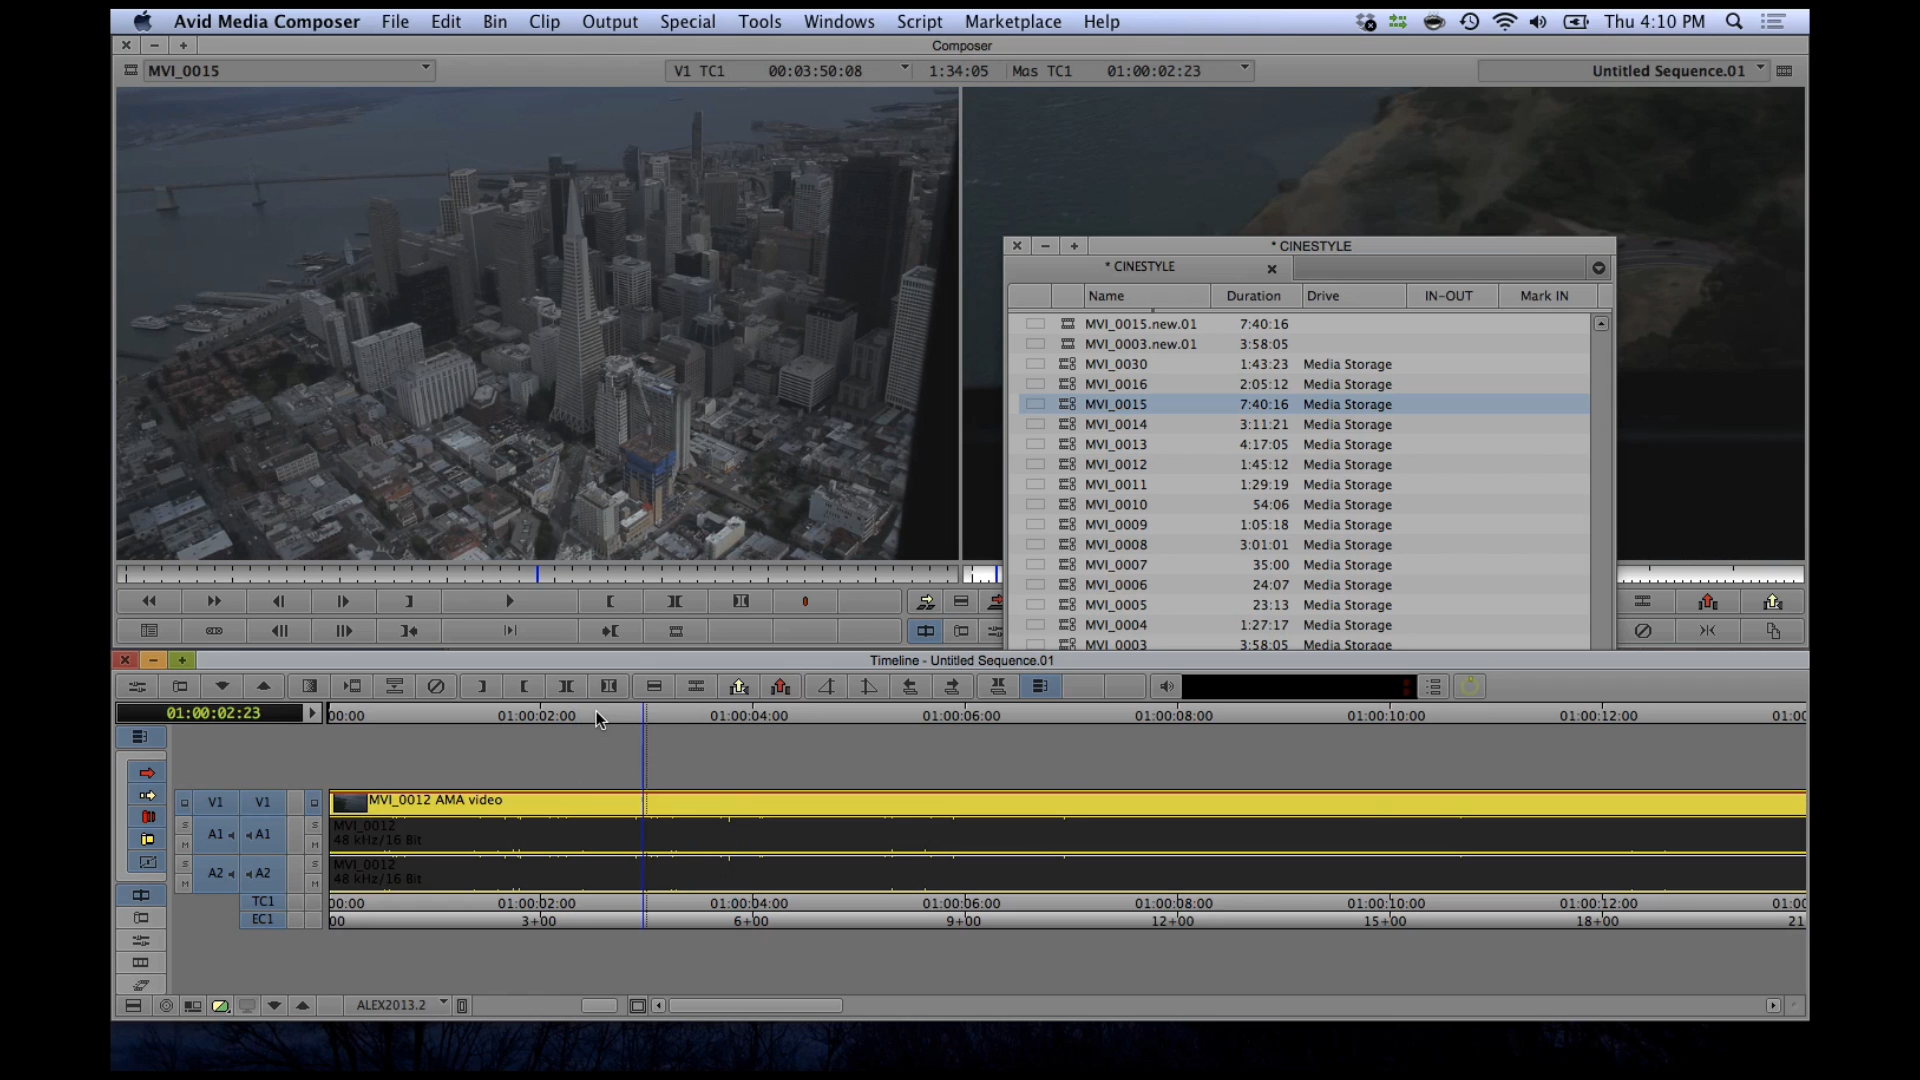 Avid Media Composer File Edit Bin Clip Output Special Tools Windows Script Marketplace Help Thu 4:10 PM
Composer
MVI_0015 V1 TC1 00:03:50:08 1:34:05 Mas TC1 01:00:02:23 Untitled Sequence.01
* CINESTYLE
* CINESTYLE
Name Duration Drive IN-OUT Mark IN
MVI_0015.new.01 7:40:16
MVI_0003.new.01 3:58:05
MVI_0030 1:43:23 Media Storage
MVI_0016 2:05:12 Media Storage
MVI_0015 7:40:16 Media Storage
MVI_0014 3:11:21 Media Storage
MVI_0013 4:17:05 Media Storage
MVI_0012 1:45:12 Media Storage
MVI_0011 1:29:19 Media Storage
MVI_0010 54:06 Media Storage
MVI_0009 1:05:18 Media Storage
MVI_0008 3:01:01 Media Storage
MVI_0007 35:00 Media Storage
MVI_0006 24:07 Media Storage
MVI_0005 23:13 Media Storage
MVI_0004 1:27:17 Media Storage
MVI_0003 3:58:05 Media Storage
Timeline - Untitled Sequence.01
01:00:02:23 00:00 01:00:02:00 01:00:04:00 01:00:06:00 01:00:08:00 01:00:10:00 01:00:12:00 01:00
V1 V1 MVI_0012 AMA video
S S MVI_0012
A1 A1 48 kHz/16 Bit
M M
S S MVI_0012
A2 A2 48 kHz/16 Bit
M M
TC1 00:00 01:00:02:00 01:00:04:00 01:00:06:00 01:00:08:00 01:00:10:00 01:00:12:00 01:00
EC1 00 3+00 6+00 9+00 12+00 15+00 18+00 21
ALEX2013.2